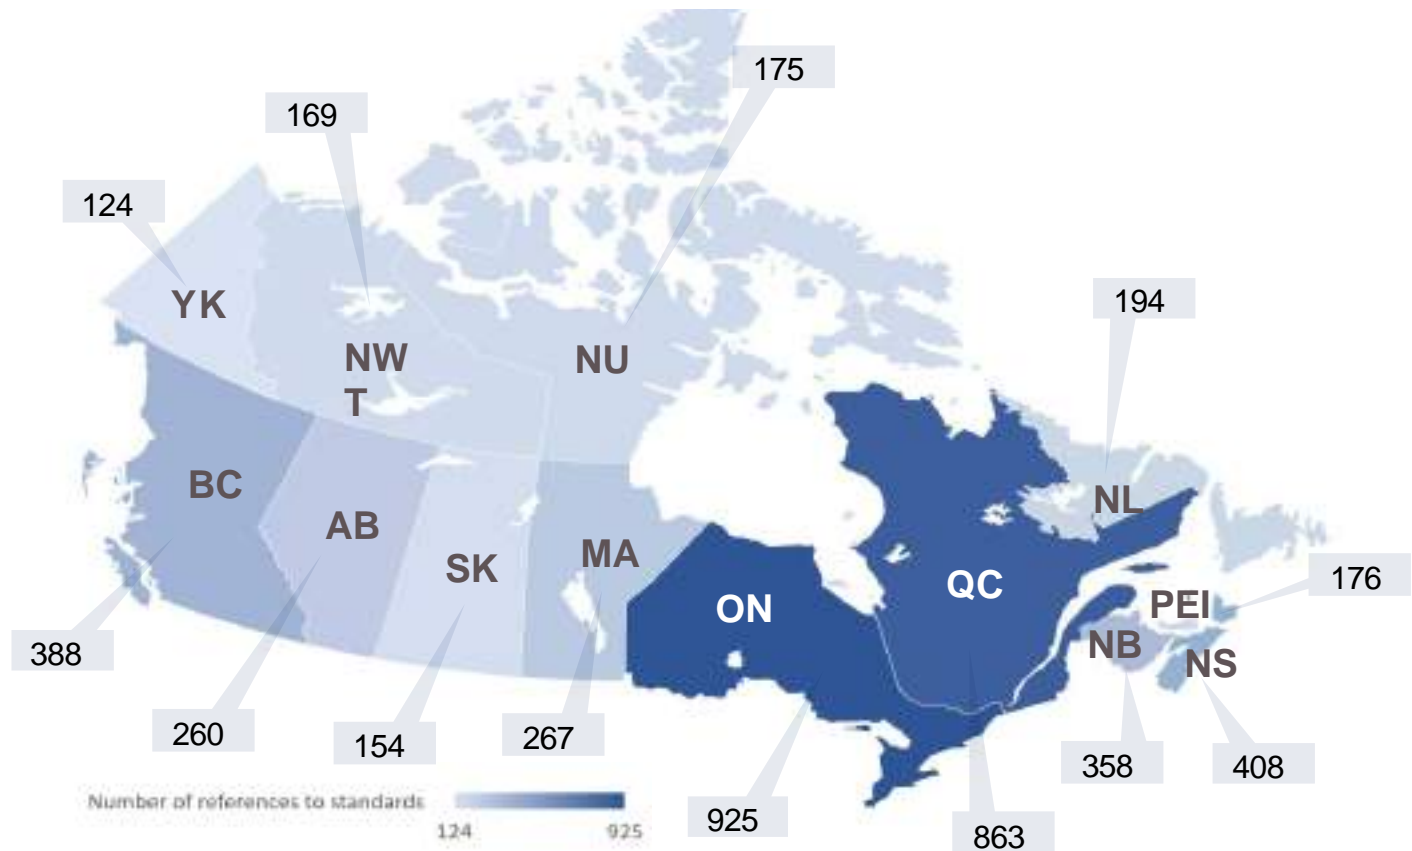 175
169
124
YK
194
NW
T
NU
BC
NL
AB
MA
SK
QC
176
ON
PEI
NB
NS
388
260
154
267
358
408
Number of references to standards
124
925
925
863